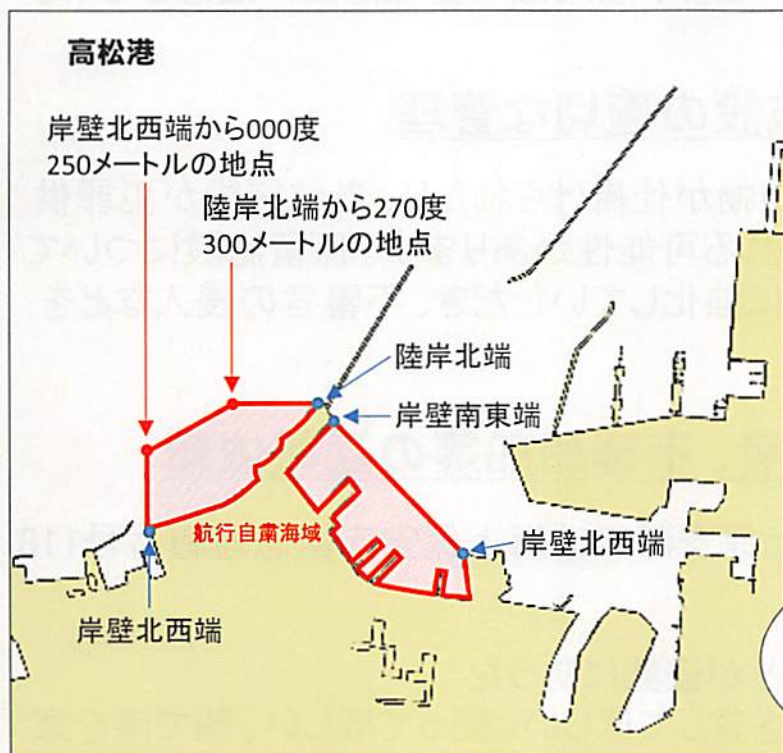 高松港
岸壁北西端から000度
250メートルの地点
陸岸北端から270度
300メートルの地点
陸岸北端
岸壁南東端
航行自粛海域
岸壁北西端
岸壁北西端